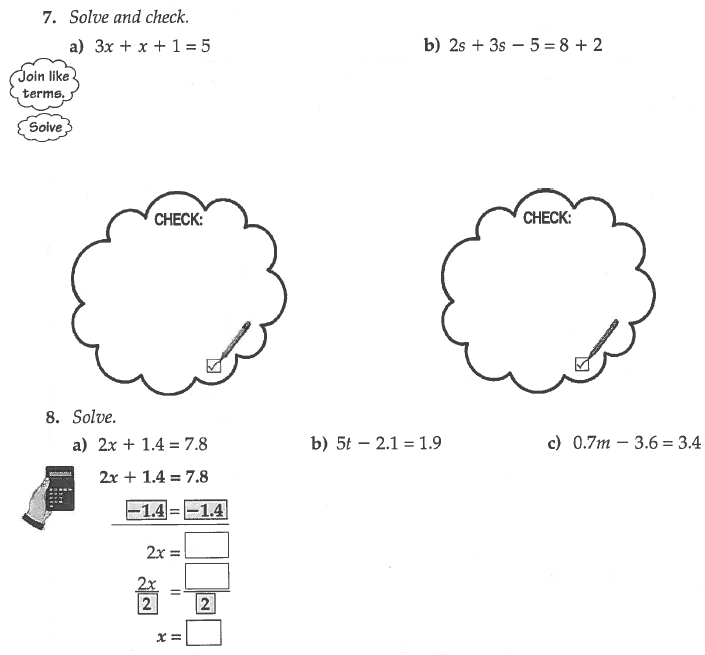 7. Solve and check.
a) 3x + x + 1 = 5
b) 2s + 3s − 5 = 8 + 2
Join like
terms.
Solve
CHECK:
CHECK:
8. Solve.
a) 2x + 1.4 = 7.8
b) 5t − 2.1 = 1.9
c) 0.7m − 3.6 = 3.4
2x + 1.4 = 7.8
−1.4 = −1.4
2x =
2x
=
2 2
x =